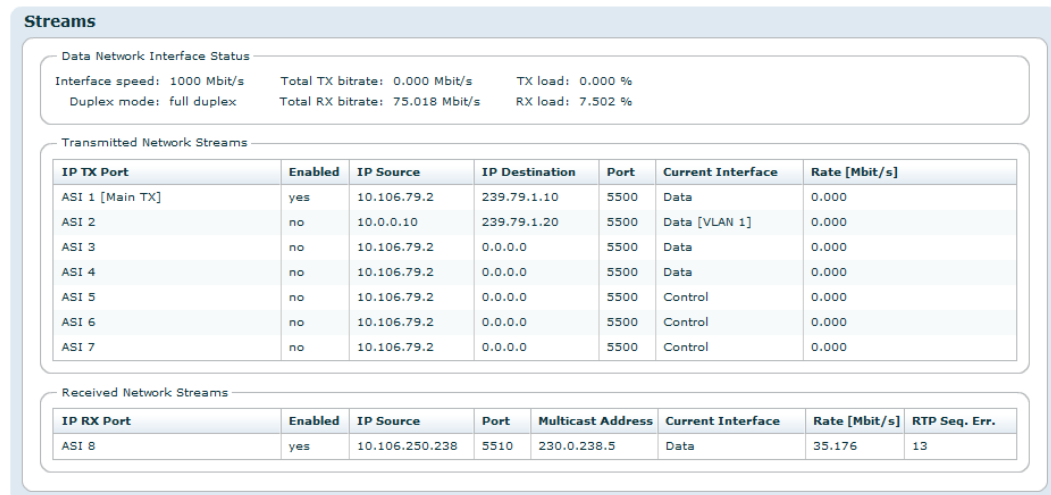 Streams
Data Network Interface Status
Interface speed: 1000 Mbit/s Total TX bitrate: 0.000 Mbit/s TX load: 0.000 %
Duplex mode: full duplex Total RX bitrate: 75.018 Mbit/s RX load: 7.502 %
Transmitted Network Streams
IP TX Port Enabled IP Source IP Destination Port Current Interface Rate [Mbit/s]
ASI 1 [Main TX] yes 10.106.79.2 239.79.1.10 5500 Data 0.000
ASI 2 no 10.0.0.10 239.79.1.20 5500 Data [VLAN 1] 0.000
ASI 3 no 10.106.79.2 0.0.0.0 5500 Data 0.000
ASI 4 no 10.106.79.2 0.0.0.0 5500 Data 0.000
ASI 5 no 10.106.79.2 0.0.0.0 5500 Control 0.000
ASI 6 no 10.106.79.2 0.0.0.0 5500 Control 0.000
ASI 7 no 10.106.79.2 0.0.0.0 5500 Control 0.000
Received Network Streams
IP RX Port Enabled IP Source Port Multicast Address Current Interface Rate [Mbit/s] RTP Seq. Err.
ASI 8 yes 10.106.250.238 5510 230.0.238.5 Data 35.176 13